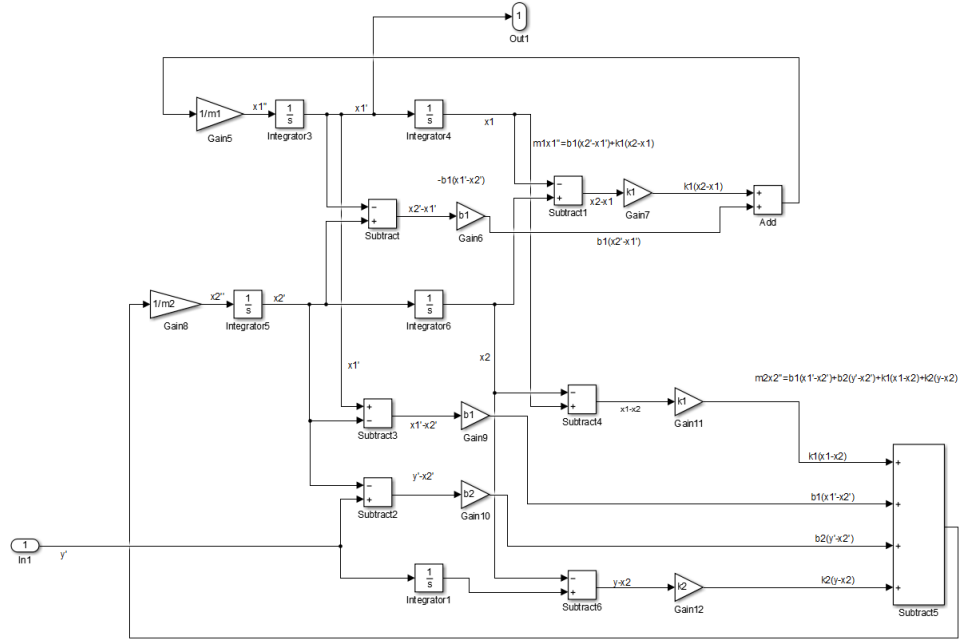 1
Out1
1/m1
Gain5
x1''
1
s
Integrator3
x1'
1
s
Integrator4
x1
m1x1''=b1(x2'-x1')+k1(x2-x1)
-b1(x1'-x2')
−
+
Subtract1
x2-x1
k1
Gain7
k1(x2-x1)
+
+
Add
−
+
Subtract
x2'-x1'
b1
Gain6
b1(x2'-x1')
1/m2
Gain8
x2''
1
s
Integrator5
x2'
1
s
Integrator6
x1'
x2
m2x2''=b1(x1'-x2')+b2(y'-x2')+k1(x1-x2)+k2(y-x2)
−
+
Subtract4
x1-x2
k1
Gain11
k1(x1-x2)
+
−
Subtract3
x1'-x2'
b1
Gain9
b1(x1'-x2')
−
+
Subtract2
y'-x2'
b2
Gain10
b2(y'-x2')
1
In1
y'
1
s
Integrator1
−
+
Subtract6
y-x2
k2
Gain12
k2(y-x2)
+
+
+
+
Subtract5